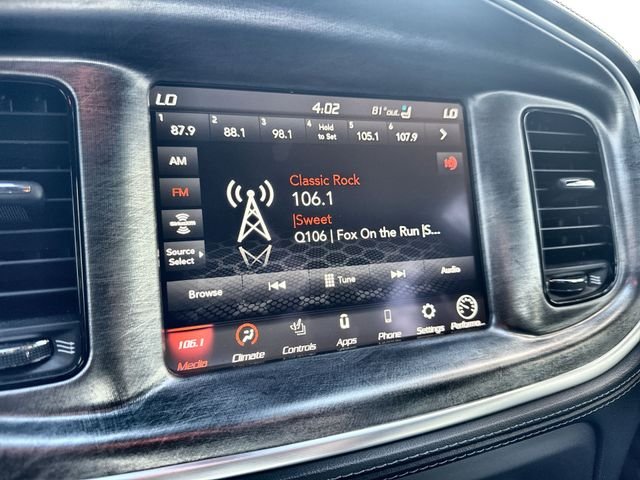 LO 4:02 81°out. LO
1 87.9 2 88.1 3 98.1 4 Hold to Set 5 105.1 6 107.9
AM
FM
Source Select
Classic Rock
106.1
|Sweet
Q106 | Fox On the Run |S...
Browse Tune Audio
106.1
Media Climate Controls Apps Phone Settings Performa...